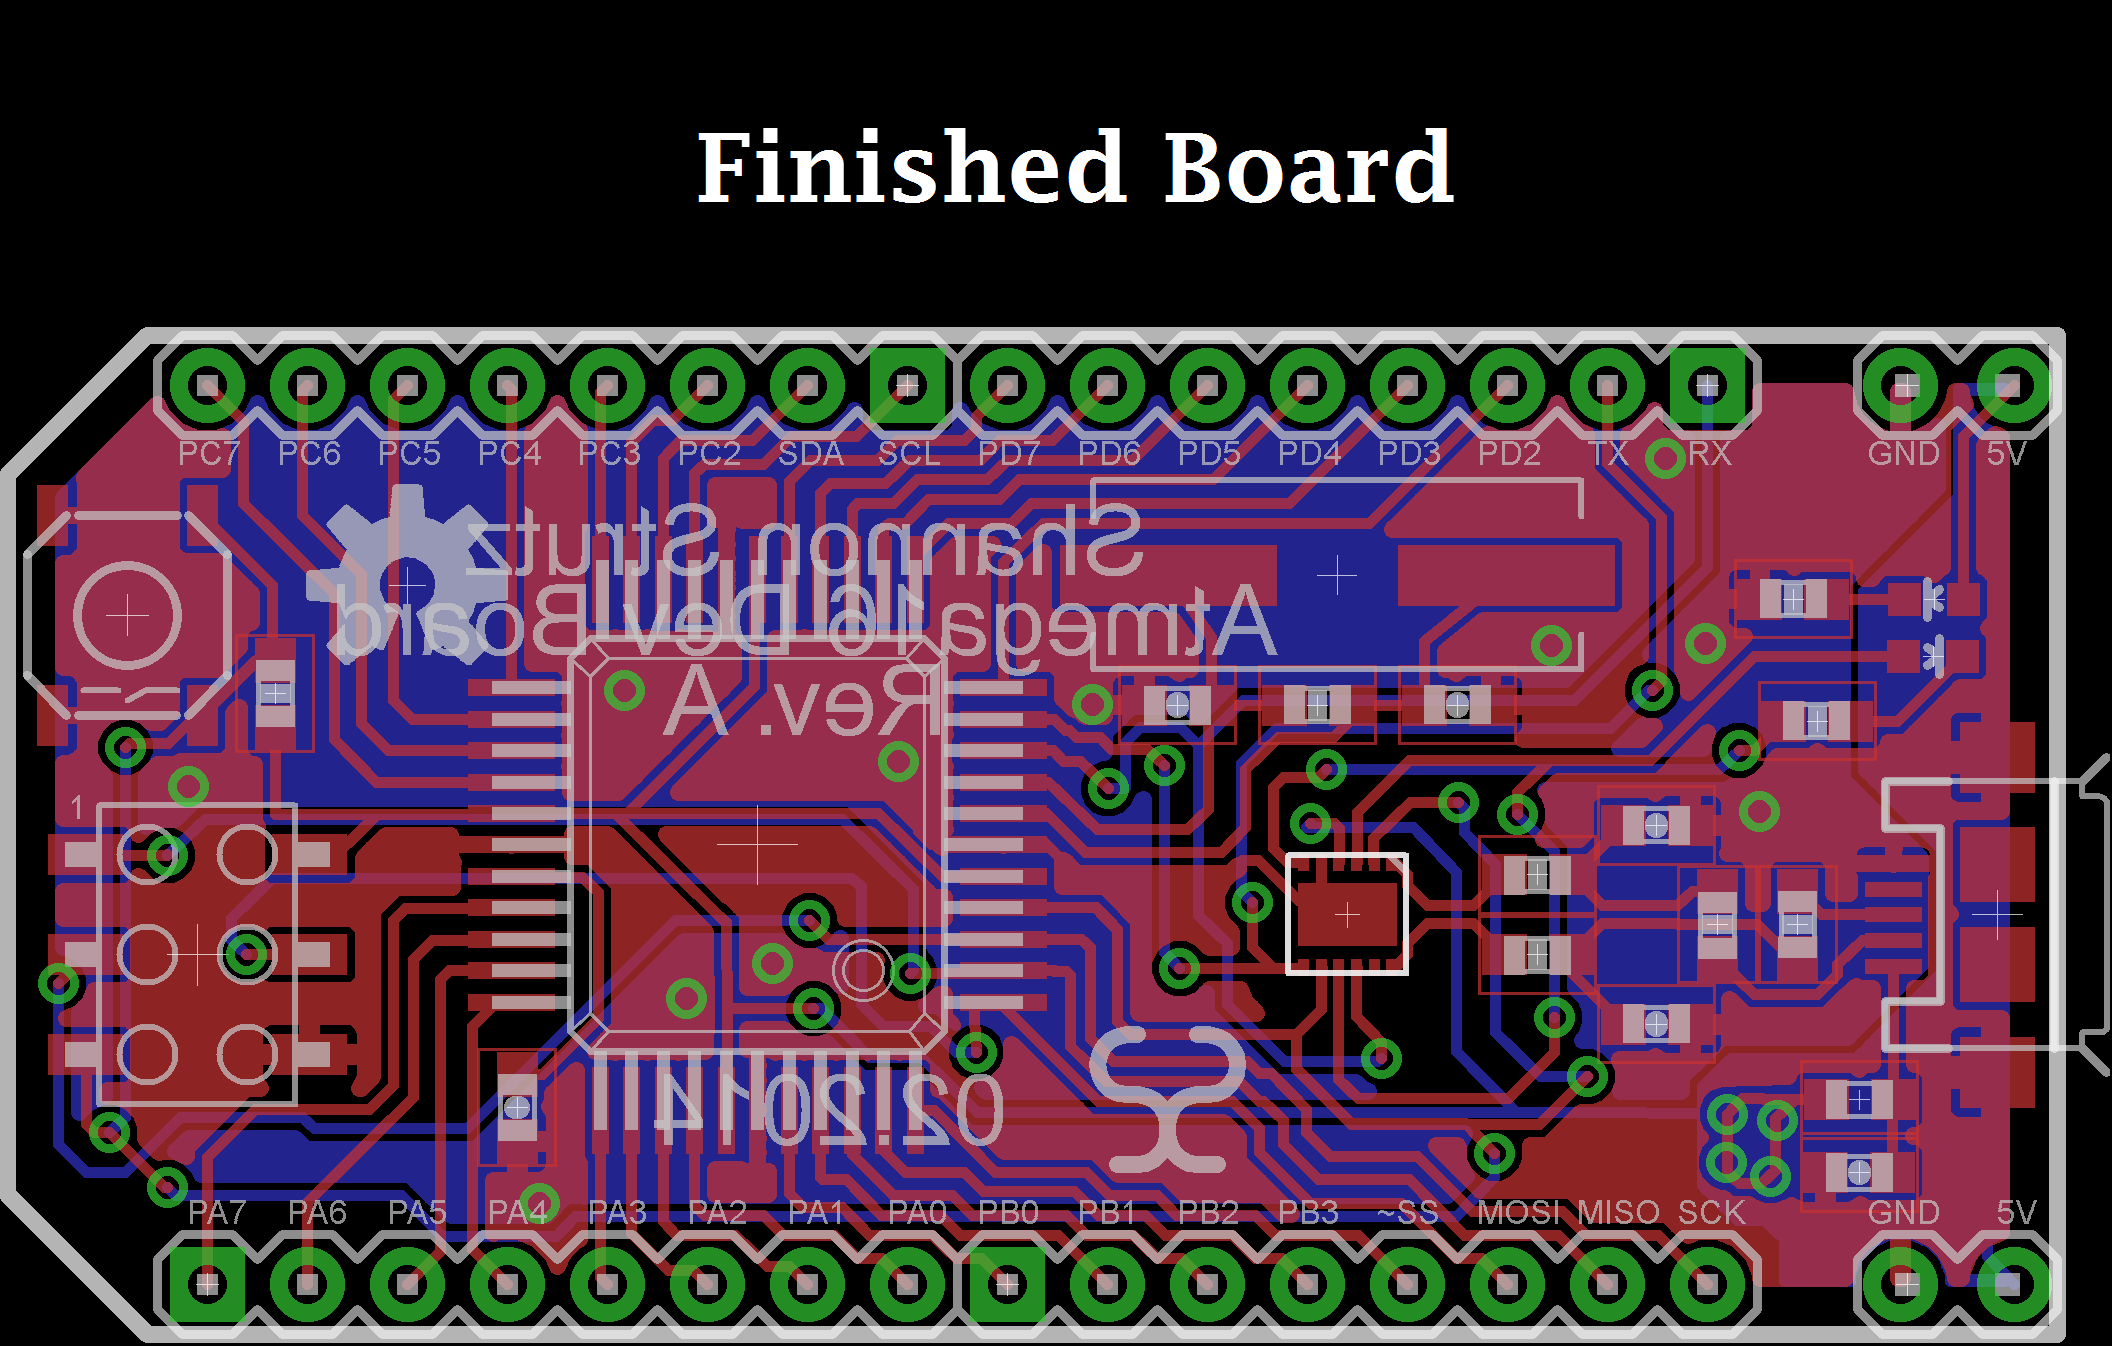 Finished Board
PC7 PC6 PC5 PC4 PC3 PC2 SDA SCL PD7 PD6 PD5 PD4 PD3 PD2 TX RX GND 5V
Shannon Strutz
Atmega16 Dev Board
Rev. A
1
02.2014
PA7 PA6 PA5 PA4 PA3 PA2 PA1 PA0 PB0 PB1 PB2 PB3 ~SS MOSI MISO SCK GND 5V